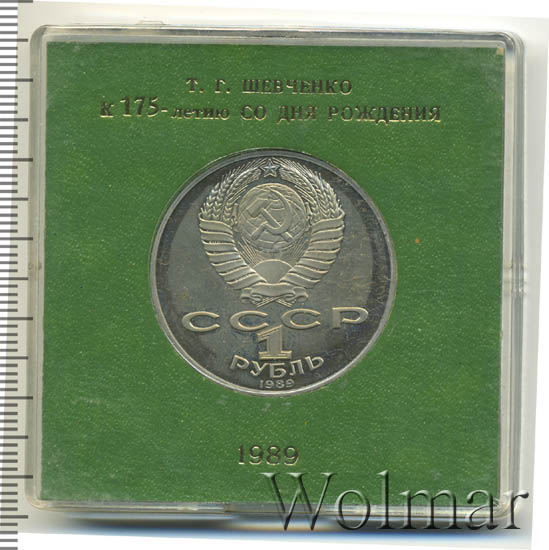 Т. Г. ШЕВЧЕНКО
К 175-летию СО ДНЯ РОЖДЕНИЯ
СССР
1
РУБЛЬ
1989
1989
Wolmar